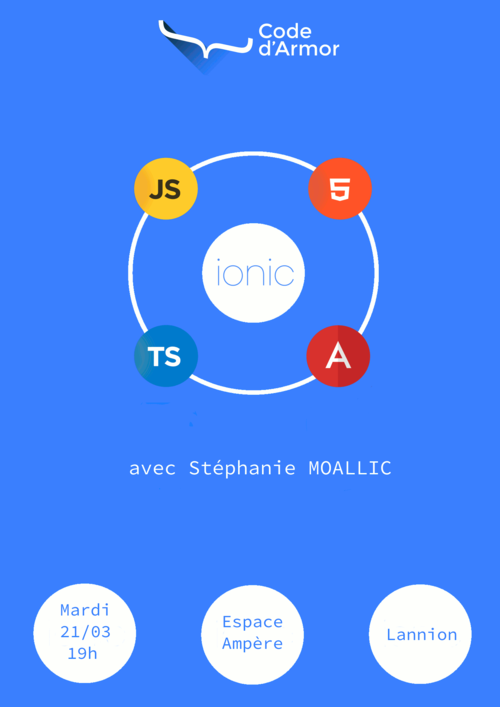 Code
d'Armor
JS
5
ionic
TS
A
avec Stéphanie MOALLIC
Mardi
21/03
19h
Espace
Ampère
Lannion